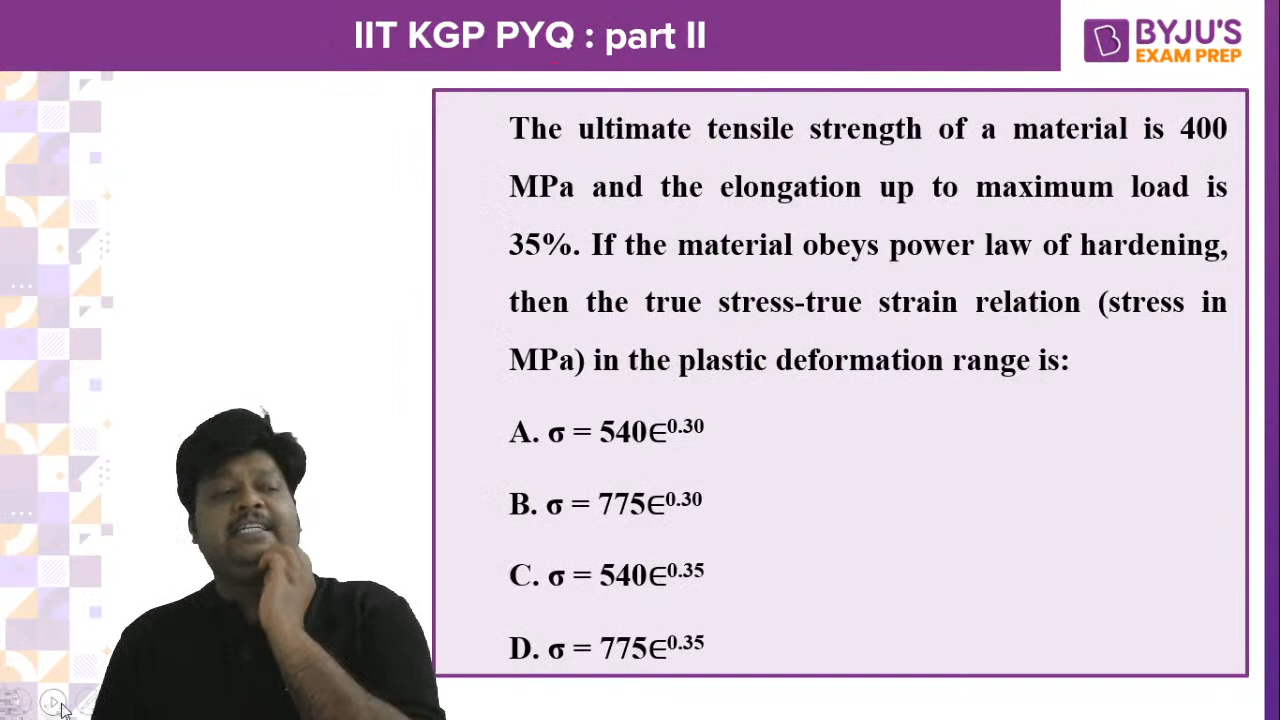 IIT KGP PYQ : part II
BYJU'S
EXAM PREP
The ultimate tensile strength of a material is 400
MPa and the elongation up to maximum load is
35%. If the material obeys power law of hardening,
then the true stress-true strain relation (stress in
MPa) in the plastic deformation range is:
A. σ = 540∈^0.30
B. σ = 775∈^0.30
C. σ = 540∈^0.35
D. σ = 775∈^0.35